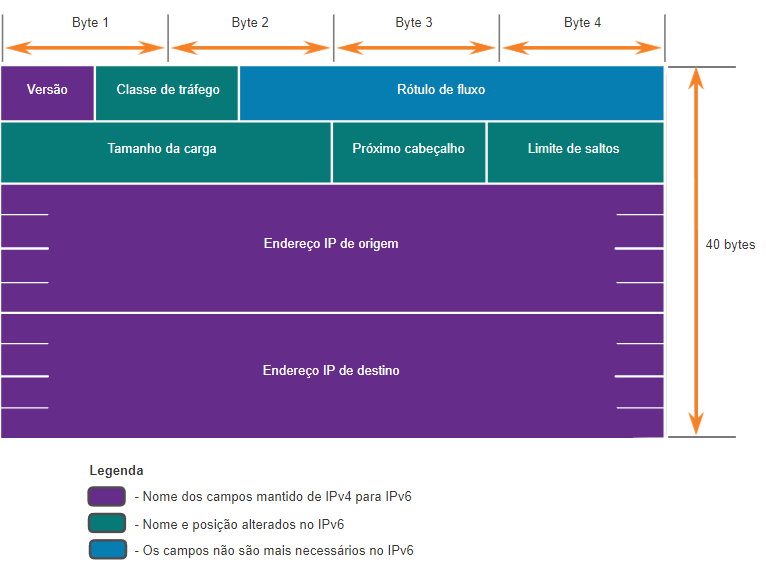 Byte 1 Byte 2 Byte 3 Byte 4
Versão Classe de tráfego Rótulo de fluxo
Tamanho da carga Próximo cabeçalho Limite de saltos
Endereço IP de origem
40 bytes
Endereço IP de destino
Legenda
- Nome dos campos mantido de IPv4 para IPv6
- Nome e posição alterados no IPv6
- Os campos não são mais necessários no IPv6